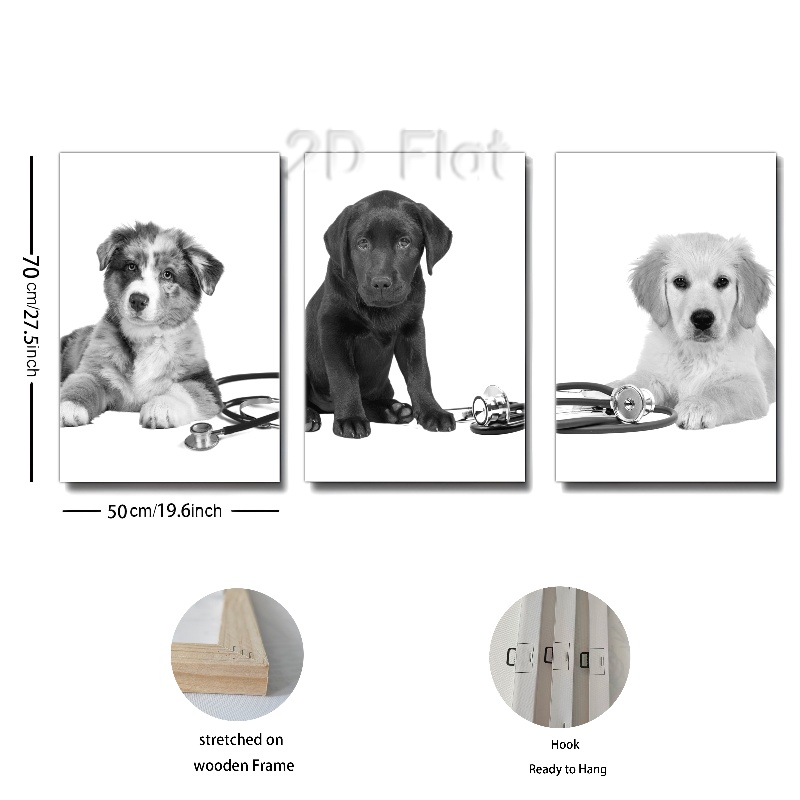 2D Flat
70 cm/27.5inch
50 cm/19.6inch
stretched on
wooden Frame
Hook
Ready to Hang